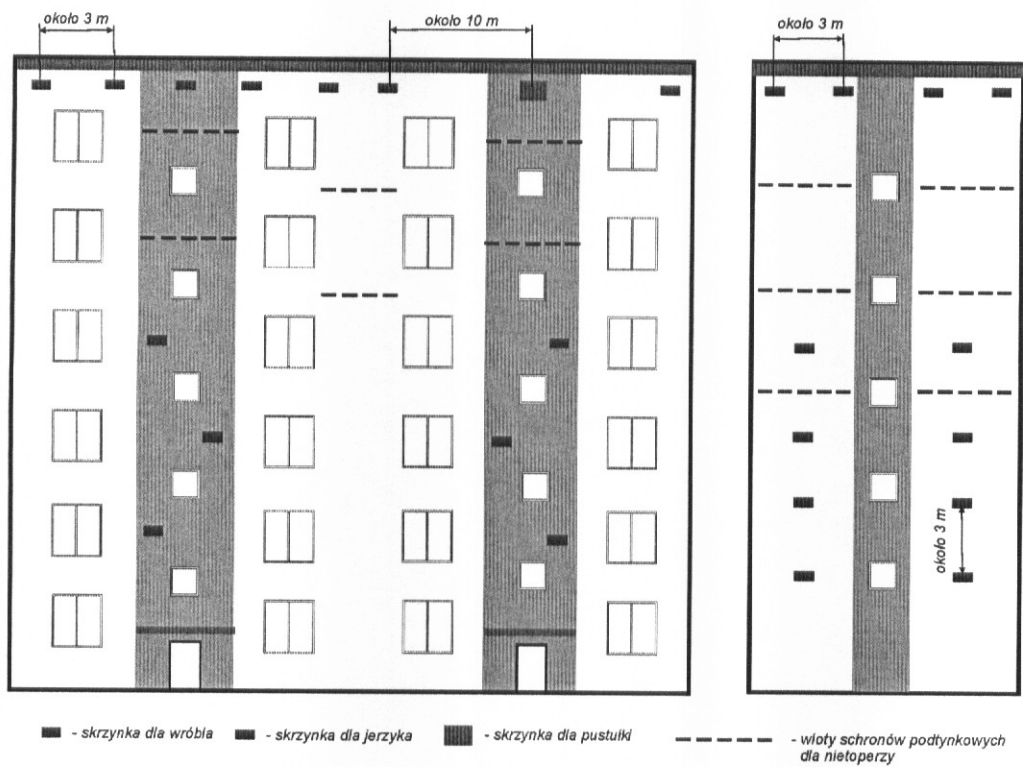 około 3 m
około 10 m
około 3 m
około 3 m
- skrzynka dla wróbia
- skrzynka dla jerzyka
- skrzynka dla pustułki
- wloty schronów podtynkowych
dla nietoperzy